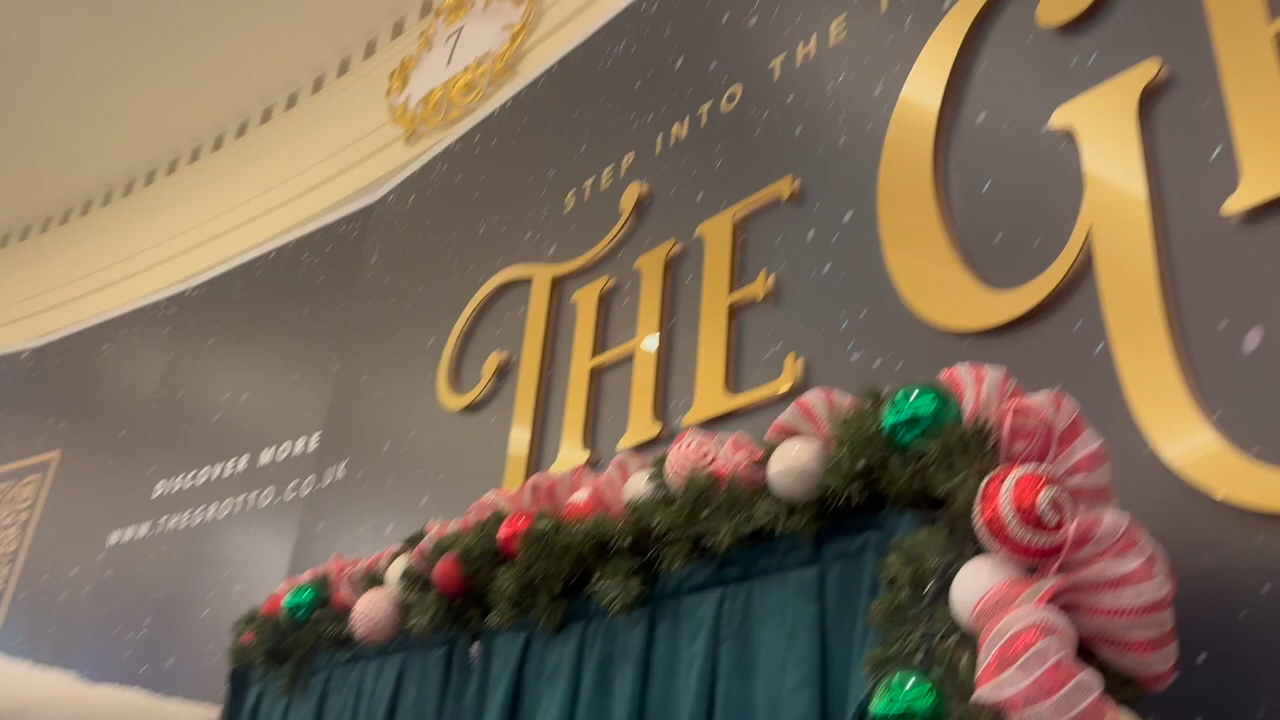 7
STEP INTO THE
THE G
DISCOVER MORE
WWW.THEGROTTO.CO.UK